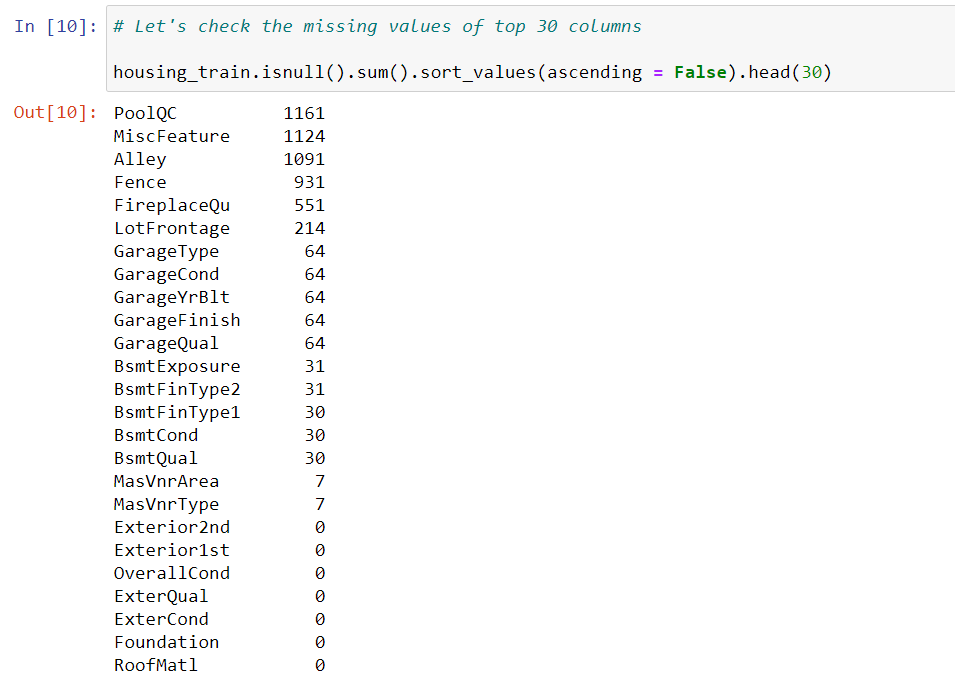 In [10]: # Let's check the missing values of top 30 columns
housing_train.isnull().sum().sort_values(ascending = False).head(30)
Out[10]: PoolQC 1161
MiscFeature 1124
Alley 1091
Fence 931
FireplaceQu 551
LotFrontage 214
GarageType 64
GarageCond 64
GarageYrBlt 64
GarageFinish 64
GarageQual 64
BsmtExposure 31
BsmtFinType2 31
BsmtFinType1 30
BsmtCond 30
BsmtQual 30
MasVnrArea 7
MasVnrType 7
Exterior2nd 0
Exterior1st 0
OverallCond 0
ExterQual 0
ExterCond 0
Foundation 0
RoofMatl 0